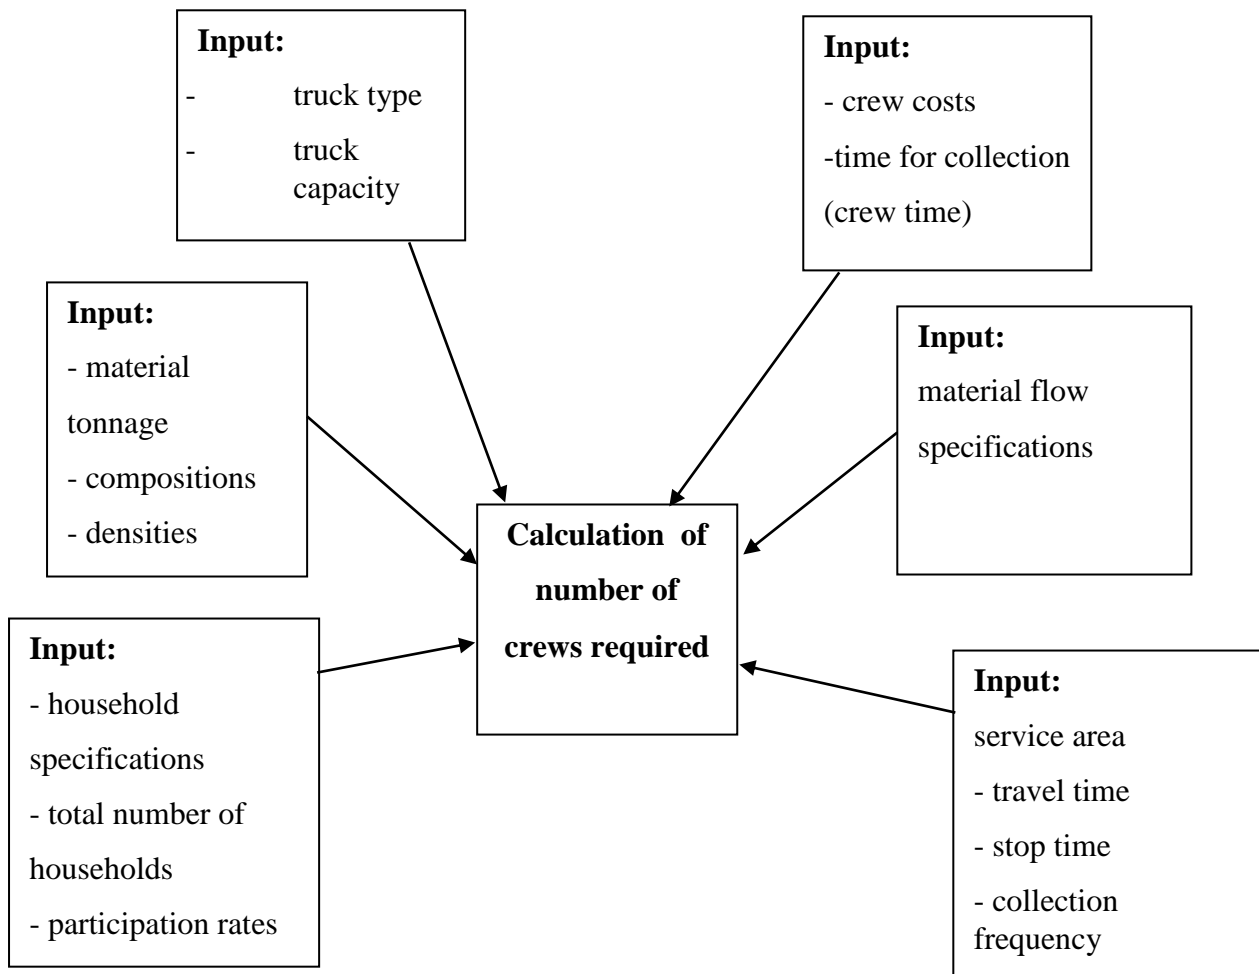 Input:
- truck type
- truck
capacity
Input:
- crew costs
-time for collection
(crew time)
Input:
- material
tonnage
- compositions
- densities
Input:
material flow
specifications
Calculation of
number of
crews required
Input:
- household
specifications
- total number of
households
- participation rates
Input:
service area
- travel time
- stop time
- collection
frequency